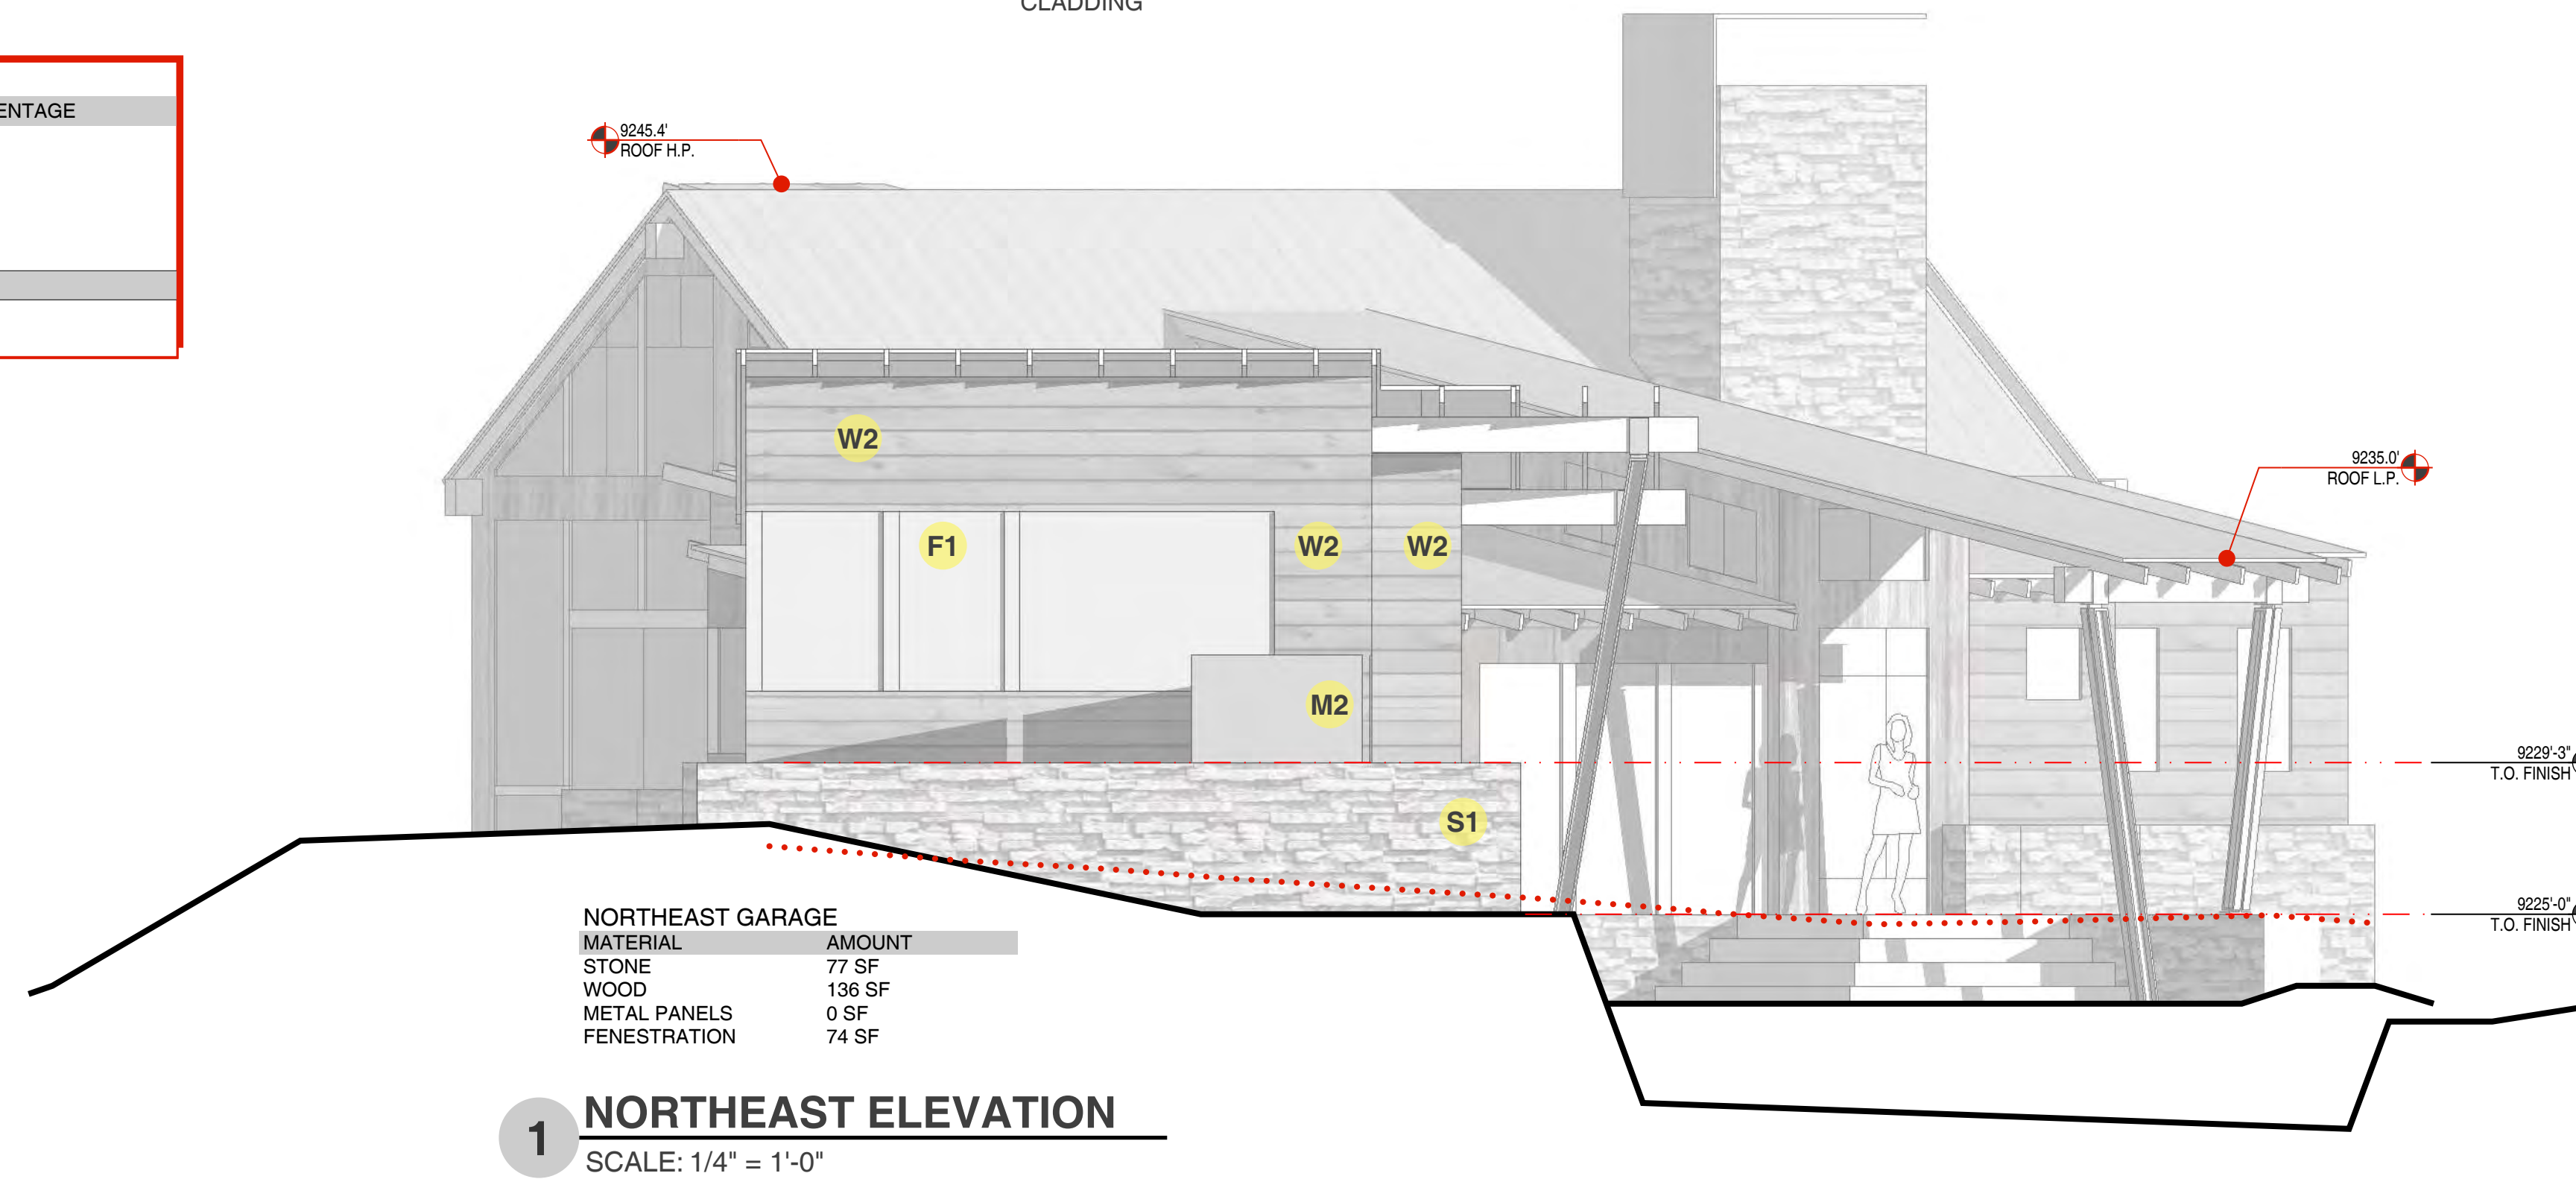 CLADDING
ENTAGE
9245.4'
ROOF H.P.
W2
F1
W2
W2
M2
S1
9235.0'
ROOF L.P.
9229'-3"
T.O. FINISH
9225'-0"
T.O. FINISH
NORTHEAST GARAGE
MATERIAL AMOUNT
STONE 77 SF
WOOD 136 SF
METAL PANELS 0 SF
FENESTRATION 74 SF
1 NORTHEAST ELEVATION
SCALE: 1/4" = 1'-0"